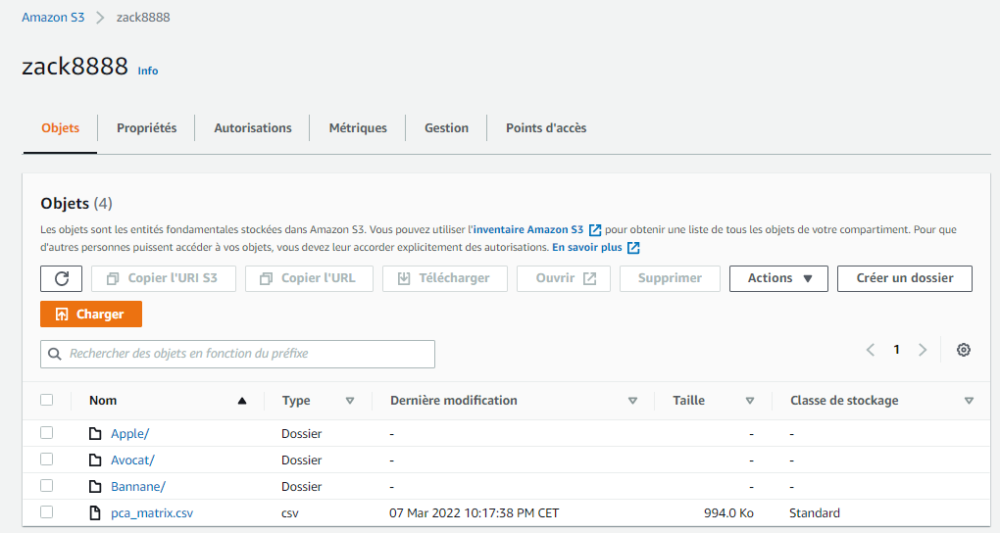 Amazon S3 > zack8888
zack8888 Info
Objets Propriétés Autorisations Métriques Gestion Points d'accès
Objets (4)
Les objets sont les entités fondamentales stockées dans Amazon S3. Vous pouvez utiliser l'inventaire Amazon S3 pour obtenir une liste de tous les objets de votre compartiment. Pour que
d'autres personnes puissent accéder à vos objets, vous devez leur accorder explicitement des autorisations. En savoir plus
Copier l'URI S3 Copier l'URL Télécharger Ouvrir Supprimer Actions Créer un dossier
Charger
Rechercher des objets en fonction du préfixe
1
Nom Type Dernière modification Taille Classe de stockage
Apple/ Dossier - - -
Avocat/ Dossier - - -
Bannane/ Dossier - - -
pca_matrix.csv csv 07 Mar 2022 10:17:38 PM CET 994.0 Ko Standard